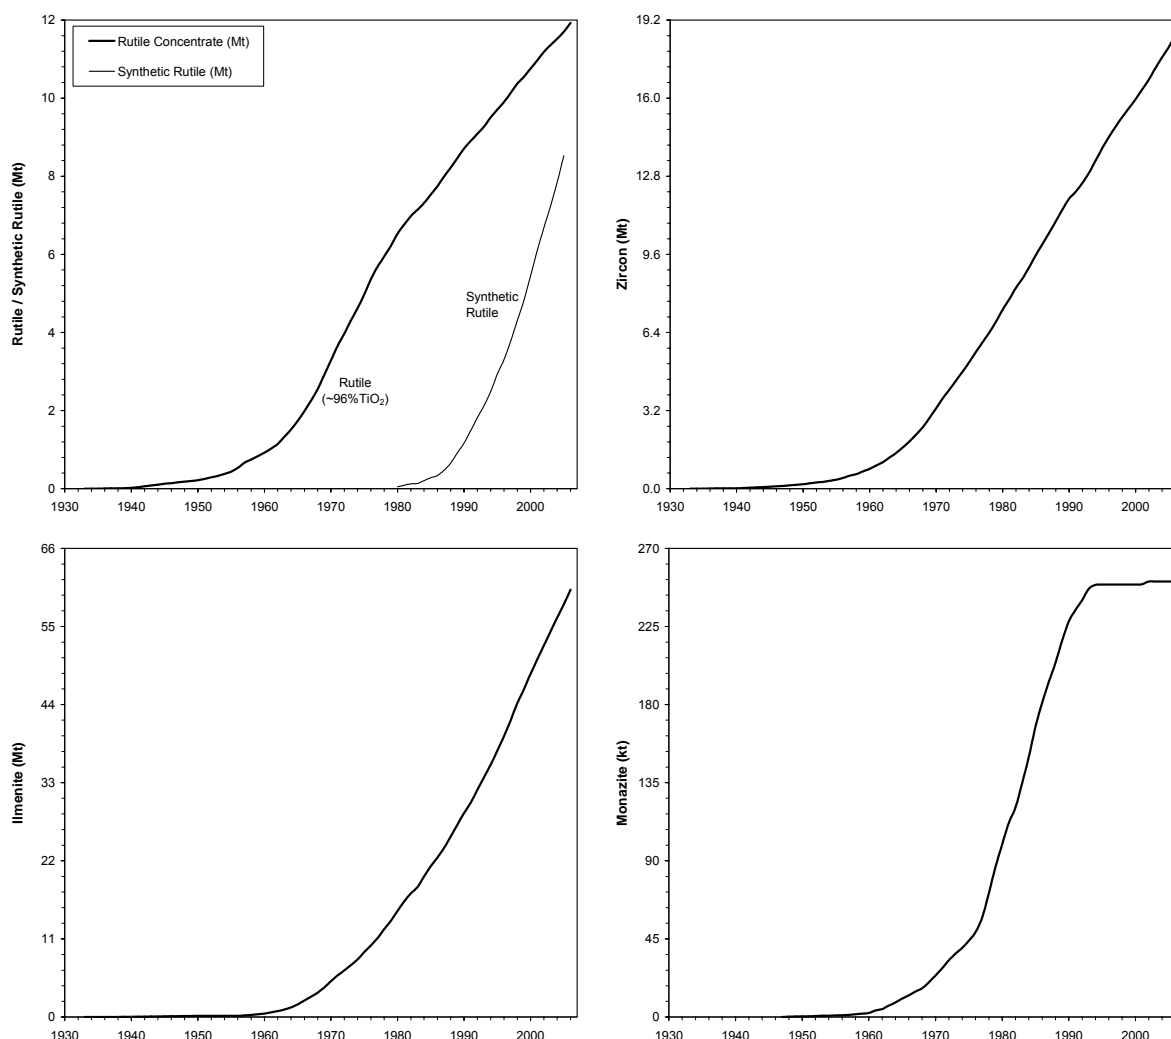 12
10
8
6
4
2
0
Rutile / Synthetic Rutile (Mt)
Rutile Concentrate (Mt)
Synthetic Rutile (Mt)
Synthetic
Rutile
Rutile
(~96%TiO₂)
1930 1940 1950 1960 1970 1980 1990 2000
19.2
16.0
12.8
9.6
6.4
3.2
0.0
Zircon (Mt)
1930 1940 1950 1960 1970 1980 1990 2000
66
55
44
33
22
11
0
Ilmenite (Mt)
1930 1940 1950 1960 1970 1980 1990 2000
270
225
180
135
90
45
0
Monazite (kt)
1930 1940 1950 1960 1970 1980 1990 2000